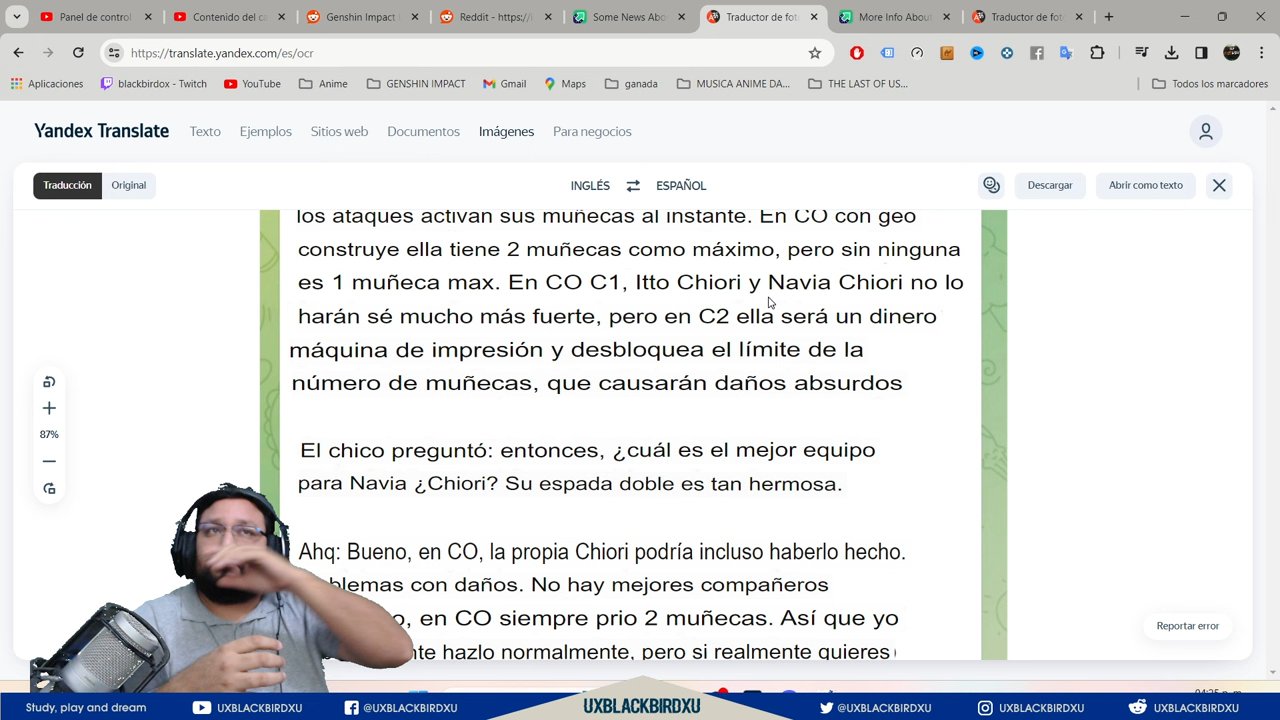 Panel de control
Contenido del ca
Genshin Impact
Reddit - https://
Some News Abo
Traductor de fot
More Info About
Traductor de fot
https://translate.yandex.com/es/ocr
Aplicaciones
blackbirdox - Twitch
YouTube
Anime
GENSHIN IMPACT
Gmail
Maps
ganada
MUSICA ANIME DA...
THE LAST OF US...
Todos los marcadores
Yandex Translate
Texto
Ejemplos
Sitios web
Documentos
Imágenes
Para negocios
Traducción
Original
INGLÉS
ESPAÑOL
Descargar
Abrir como texto
los ataques activan sus muñecas al instante. En CO con geo
construye ella tiene 2 muñecas como máximo, pero sin ninguna
es 1 muñeca max. En CO C1, Itto Chiori y Navia Chiori no lo
harán sé mucho más fuerte, pero en C2 ella será un dinero
máquina de impresión y desbloquea el límite de la
número de muñecas, que causarán daños absurdos
87%
El chico preguntó: entonces, ¿cuál es el mejor equipo
para Navia ¿Chiori? Su espada doble es tan hermosa.
Ahq: Bueno, en CO, la propia Chiori podría incluso haberlo hecho.
blemas con daños. No hay mejores compañeros
o, en CO siempre prio 2 muñecas. Así que yo
nte hazlo normalmente, pero si realmente quieres
Reportar error
Study, play and dream
UXBLACKBIRDXU
@UXBLACKBIRDXU
UXBLACKBIRDXU
@UXBLACKBIRDXU
UXBLACKBIRDXU
UXBLACKBIRDXU